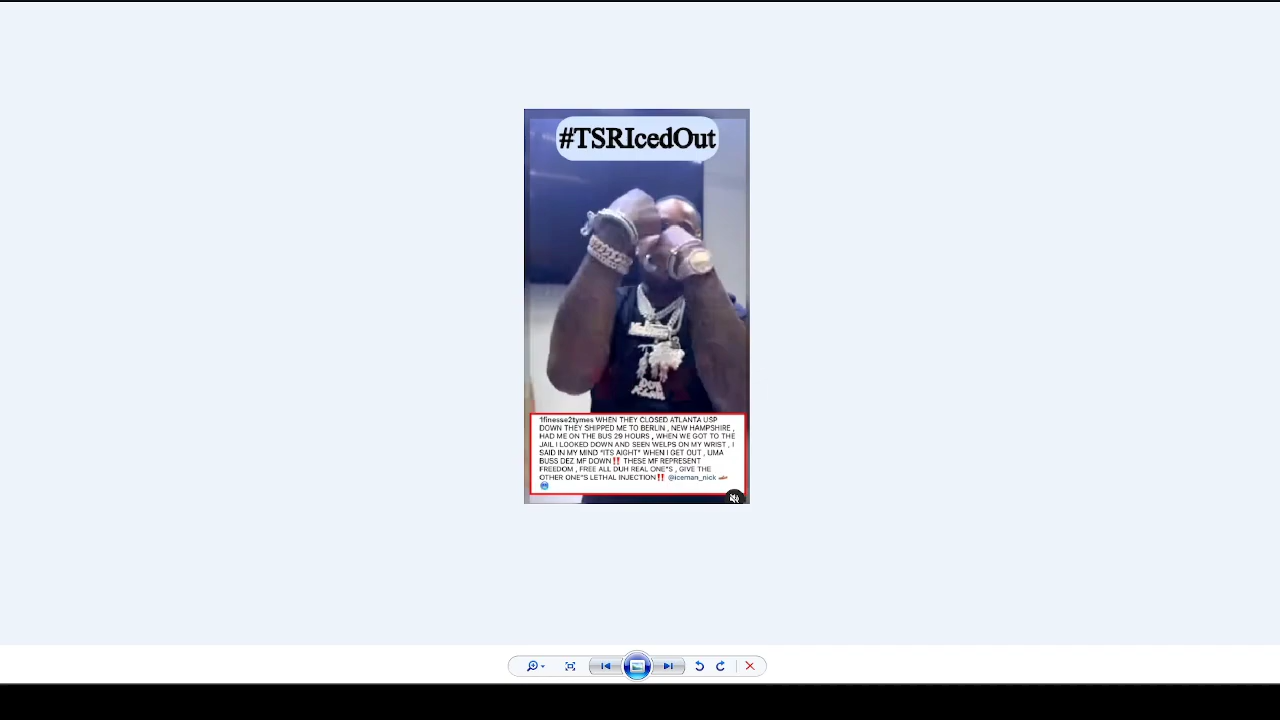 #TSRIcedOut
1finesse2tymes WHEN THEY CLOSED ATLANTA USP
DOWN THEY SHIPPED ME TO BERLIN , NEW HAMPSHIRE ,
HAD ME ON THE BUS 29 HOURS , WHEN WE GOT TO THE
JAIL I LOOKED DOWN AND SEEN WELPS ON MY WRIST , I
SAID IN MY MIND "ITS AIGHT" WHEN I GET OUT , UMA
BUSS DEZ MF DOWN‼️ THESE MF REPRESENT
FREEDOM , FREE ALL DUH REAL ONE"S , GIVE THE
OTHER ONE"S LETHAL INJECTION‼️ @iceman_nick